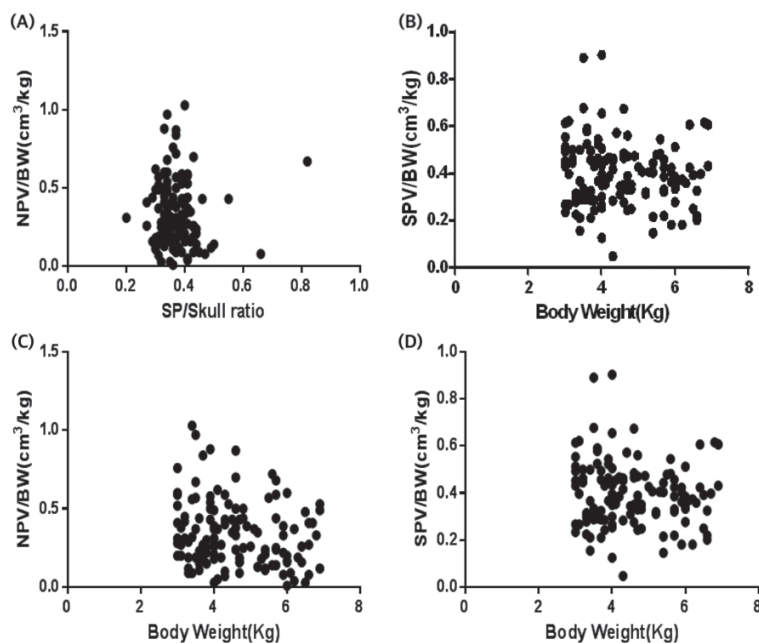 (A)
NPV/BW(cm³/kg)
1.5
1.0
0.5
0.0
0.0 0.2 0.4 0.6 0.8 1.0
SP/Skull ratio
(B)
SPV/BW(cm³/kg)
1.0
0.8
0.6
0.4
0.2
0.0
0 2 4 6 8
Body Weight(Kg)
(C)
NPV/BW(cm³/kg)
1.5
1.0
0.5
0.0
0 2 4 6 8
Body Weight(Kg)
(D)
SPV/BW(cm³/kg)
1.0
0.8
0.6
0.4
0.2
0.0
0 2 4 6 8
Body Weight(Kg)